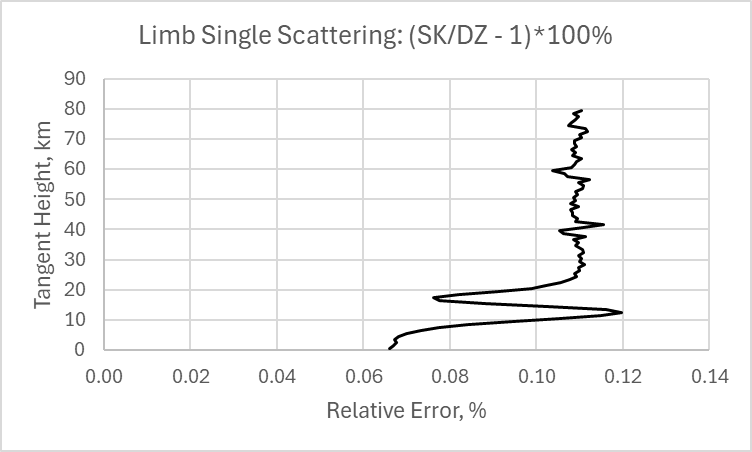 Limb Single Scattering: (SK/DZ - 1)*100%
90
80
70
60
50
40
30
20
10
0
Tangent Height, km
0.00 0.02 0.04 0.06 0.08 0.10 0.12 0.14
Relative Error, %